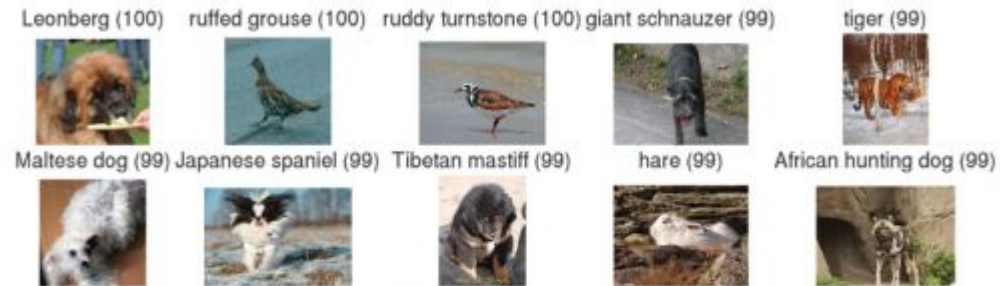 Leonberg (100) ruffed grouse (100) ruddy turnstone (100) giant schnauzer (99) tiger (99)
Maltese dog (99) Japanese spaniel (99) Tibetan mastiff (99) hare (99) African hunting dog (99)